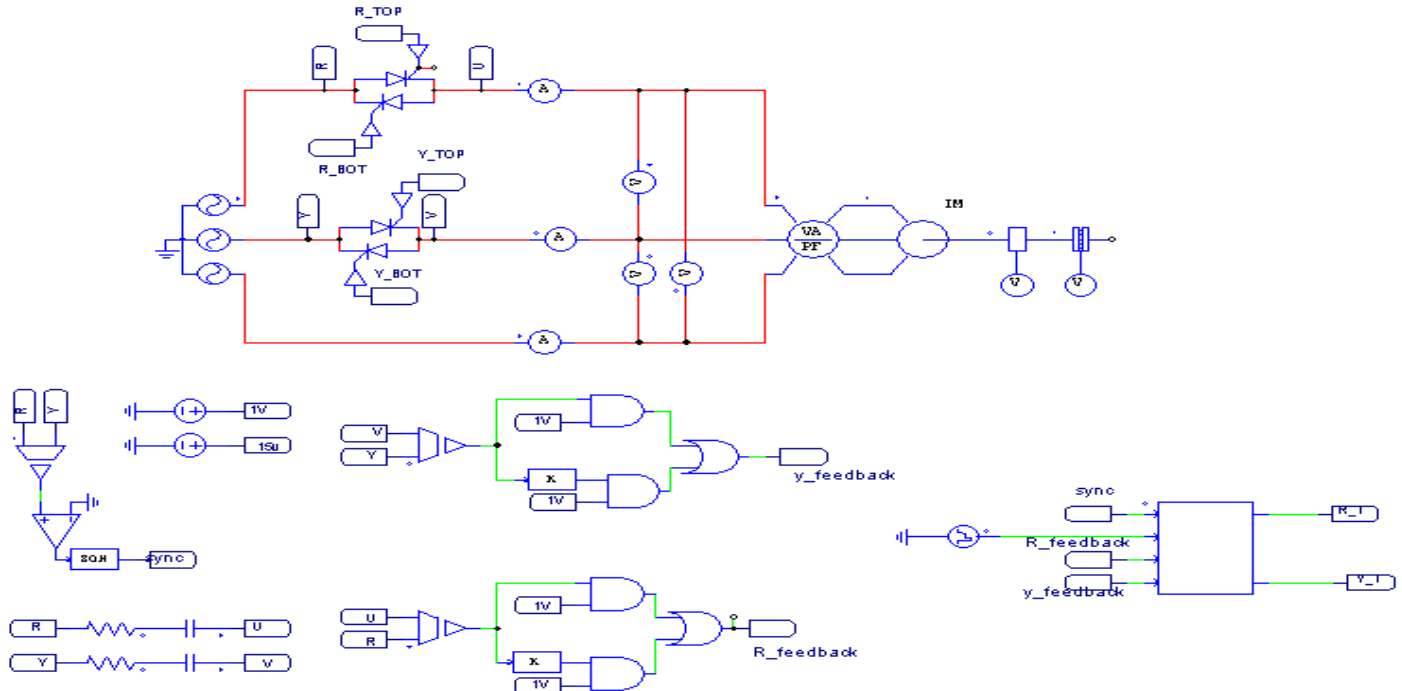 R_TOP
R
U
A
R_BOT
Y_TOP
Y
V
A
IM
VA
PF
Y_BOT
V
V
V
V
V
A
R
Y
1V
15u
V
Y
1V
K
1V
y_feedback
sync
R_T
R_feedback
y_feedback
Y_T
ZOH
sync
R
U
U
R
1V
R_feedback
Y
V
K
1V